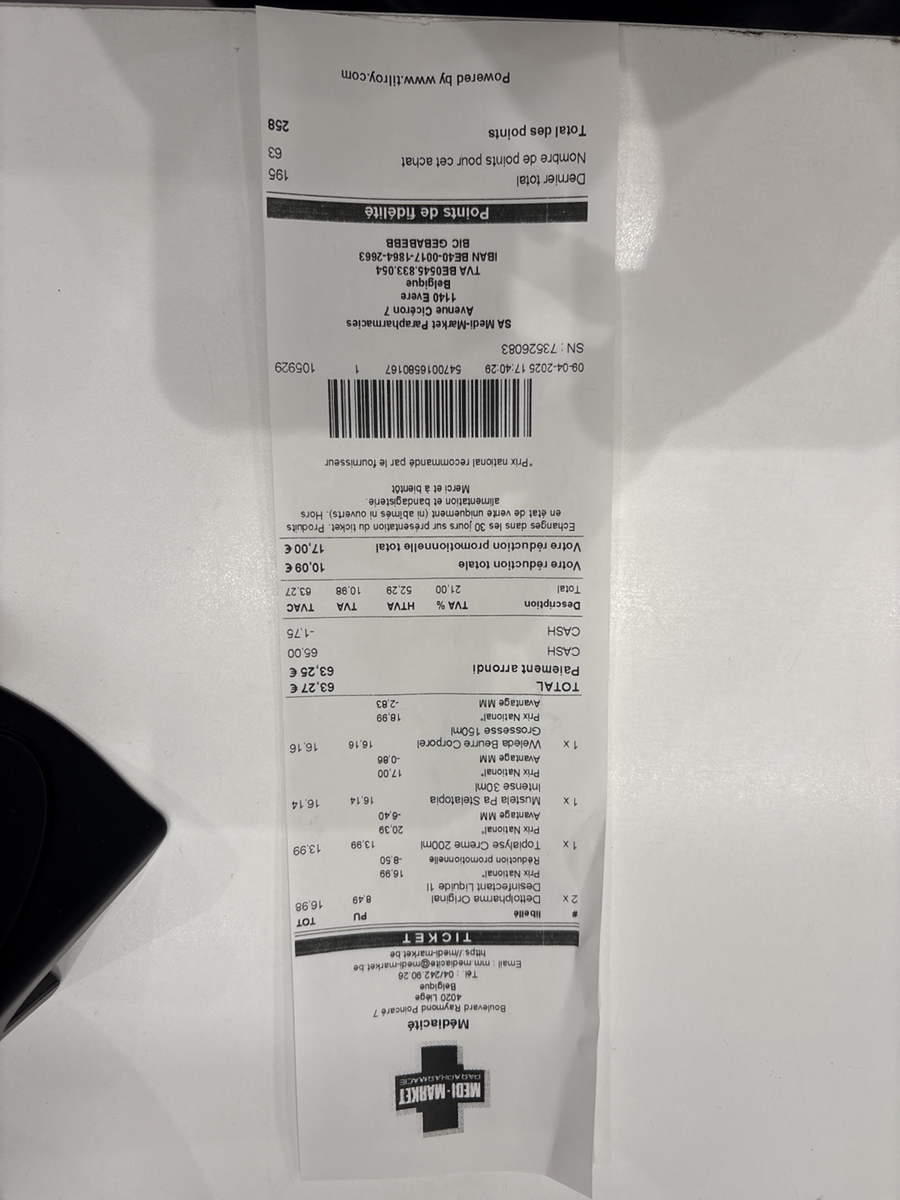 MEDI-MARKET
PARAPHARMACIE
Médiacité
Boulevard Raymond Poincaré 7
4020 Liège
Belgique
Tél. : 04/242 90 26
Email : mm.mediacite@medi-market.be
https://medi-market.be
TICKET
# libellé PU TOT
2 x Dettolpharma Original 8,49 16,98
Desinfectant Liquide 1l
Prix National* 16,99
Réduction promotionnelle -8,50
1 x Topialyse Creme 200ml 13,99 13,99
Prix National* 20,39
Avantage MM -6,40
1 x Mustela Pa Stelatopia 16,14 16,14
Intense 30ml
Prix National* 17,00
Avantage MM -0,86
1 x Weleda Beurre Corporel 16,16 16,16
Grossesse 150ml
Prix National* 18,99
Avantage MM -2,83
TOTAL 63,27 €
Paiement arrondi 63,25 €
CASH 65,00
CASH -1,75
Description TVA % HTVA TVA TVAC
Total 21,00 52,29 10,98 63,27
Votre réduction totale 10,09 €
Votre réduction promotionnelle total 17,00 €
Echanges dans les 30 jours sur présentation du ticket. Produits
en état de vente uniquement (ni abîmés ni ouverts). Hors
alimentation et bandagisterie.
Merci et à bientôt
*Prix national recommandé par le fournisseur
09-04-2025 17:40:29 5470016580167 1 105929
SN : 73526083
SA Medi-Market Parapharmacies
Avenue Cicéron 7
1140 Evere
Belgique
TVA BE0545.833.054
IBAN BE40-0017-1864-2663
BIC GEBABEBB
Points de fidélité
Dernier total 195
Nombre de points pour cet achat 63
Total des points 258
Powered by www.tilroy.com